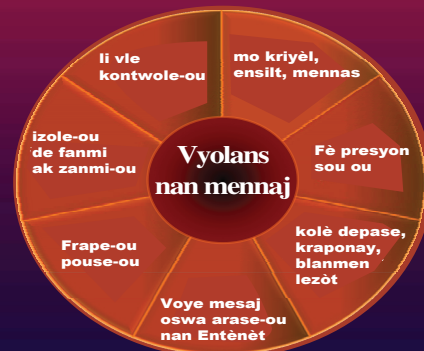 Vyolans
nan mennaj
mo kriyèl,
ensilt, mennas
Fè presyon
sou ou
kolè depase,
kraponay,
blanmen
lezòt
Voye mesaj
oswa arase-ou
nan Entènèt
Frape-ou
pouse-ou
izole-ou
de fanmi
ak zanmi-ou
li vle
kontwole-ou